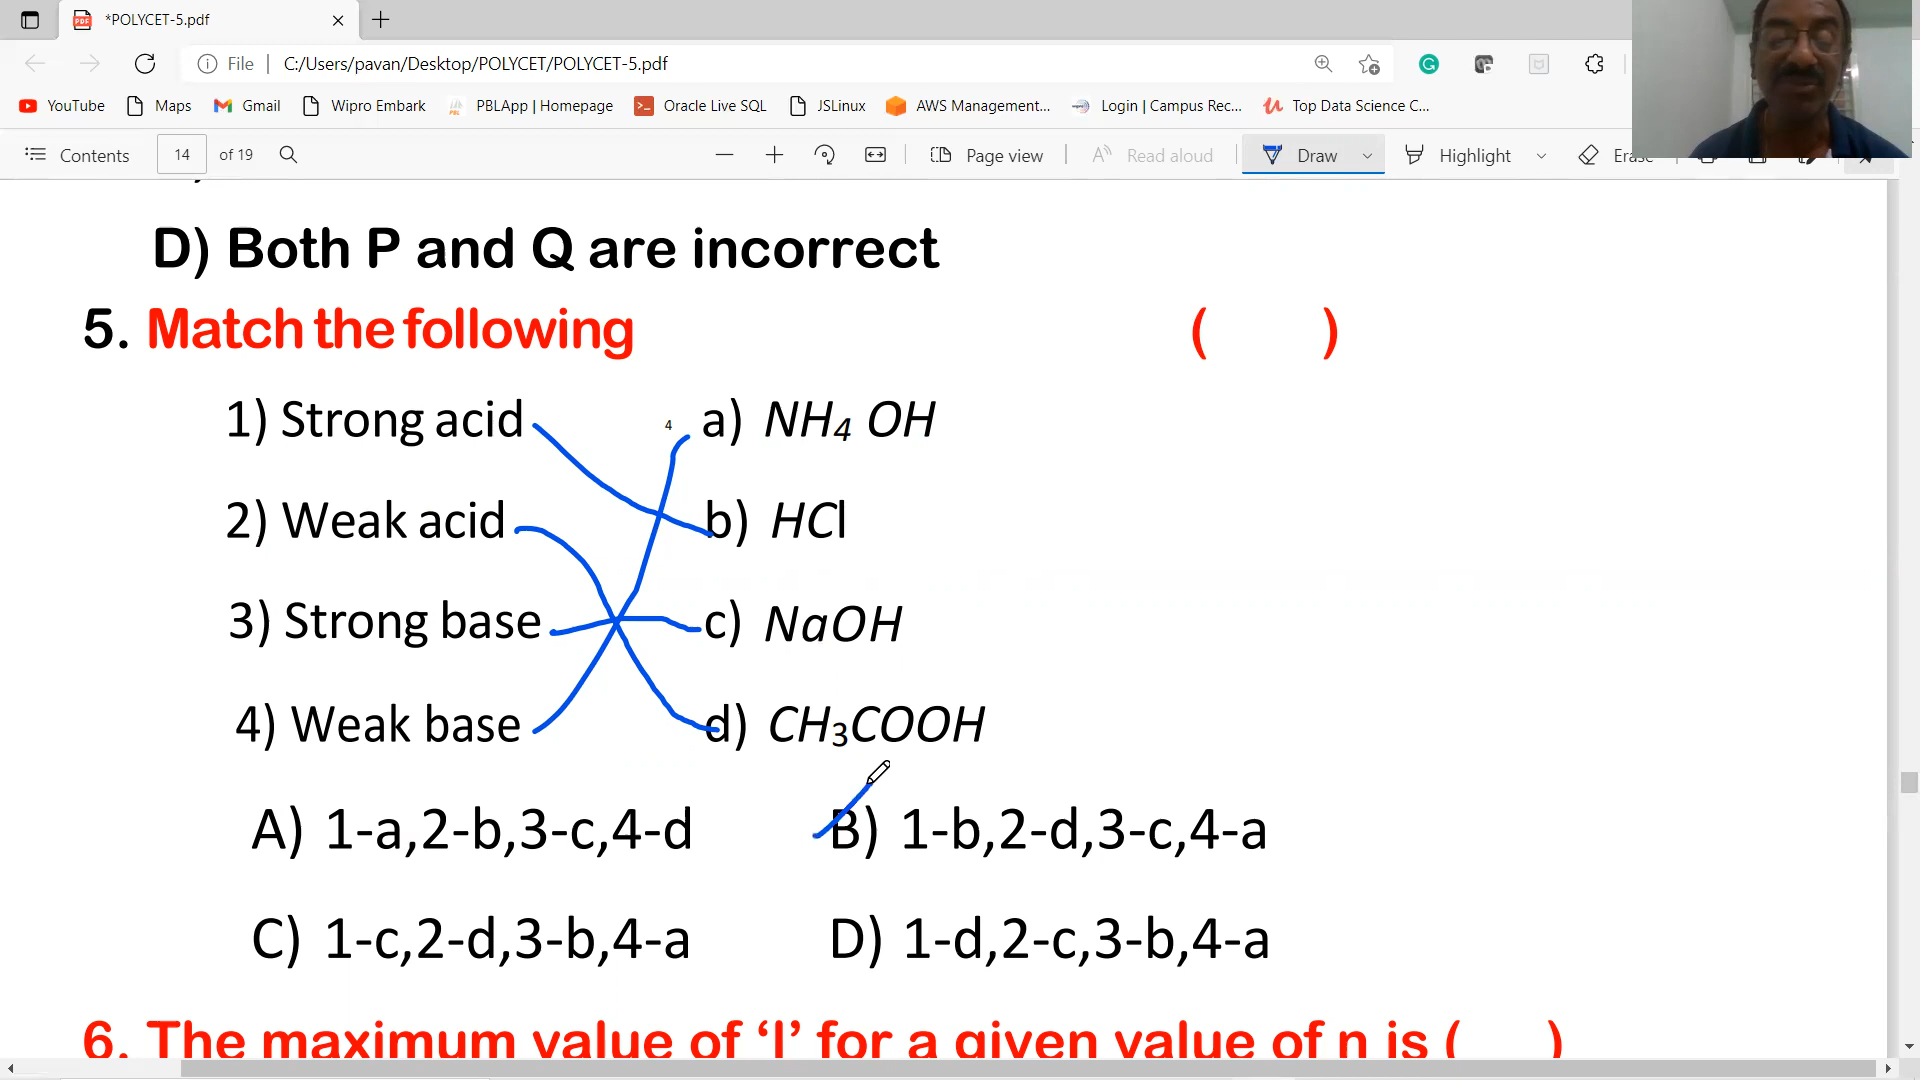 *POLYCET-5.pdf
File C:/Users/pavan/Desktop/POLYCET/POLYCET-5.pdf
YouTube Maps Gmail Wipro Embark PBLApp | Homepage Oracle Live SQL JSLinux AWS Management... Login | Campus Rec... Top Data Science C...
Contents 14 of 19 Page view Read aloud Draw Highlight
D) Both P and Q are incorrect
5. Match the following ( )
1) Strong acid 4 a) NH₄ OH
2) Weak acid b) HCl
3) Strong base c) NaOH
4) Weak base d) CH₃COOH
A) 1-a,2-b,3-c,4-d B) 1-b,2-d,3-c,4-a
C) 1-c,2-d,3-b,4-a D) 1-d,2-c,3-b,4-a
6. The maximum value of ‘l’ for a given value of n is ( )